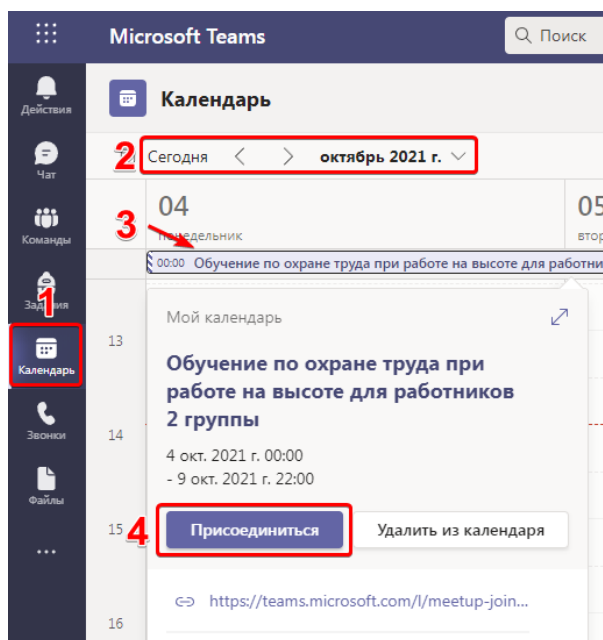 Microsoft Teams
Поиск
Действия
Календарь
2
Сегодня
октябрь 2021 г.
Чат
04
05
3
понедельник
Команды
00:00 Обучение по охране труда при работе на высоте для
1
Задания
Мой календарь
13
Календарь
Обучение по охране труда при
работе на высоте для работников
2 группы
Звонки
14
4 окт. 2021 г. 00:00
- 9 окт. 2021 г. 22:00
Файлы
15
4
Присоединиться
Удалить из календаря
https://teams.microsoft.com/l/meetup-join...
16